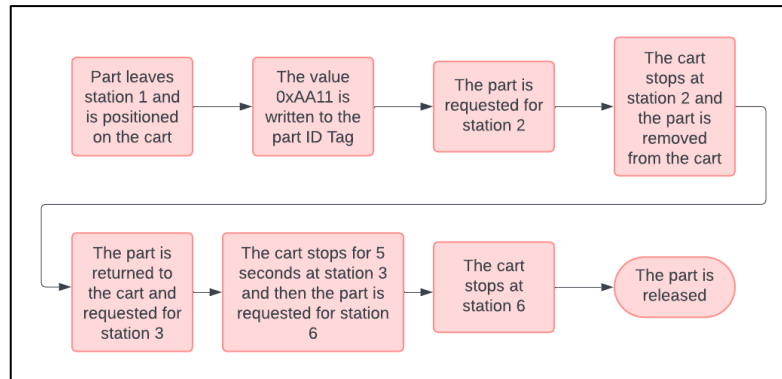 Part leaves
station 1 and
is positioned
on the cart
The value
0xAA11 is
written to the
part ID Tag
The part is
requested for
station 2
The cart
stops at
station 2 and
the part is
removed
from the cart
The part is
returned to
the cart and
requested for
station 3
The cart stops for 5
seconds at station 3
and then the part is
requested for station
6
The cart
stops at
station 6
The part is
released